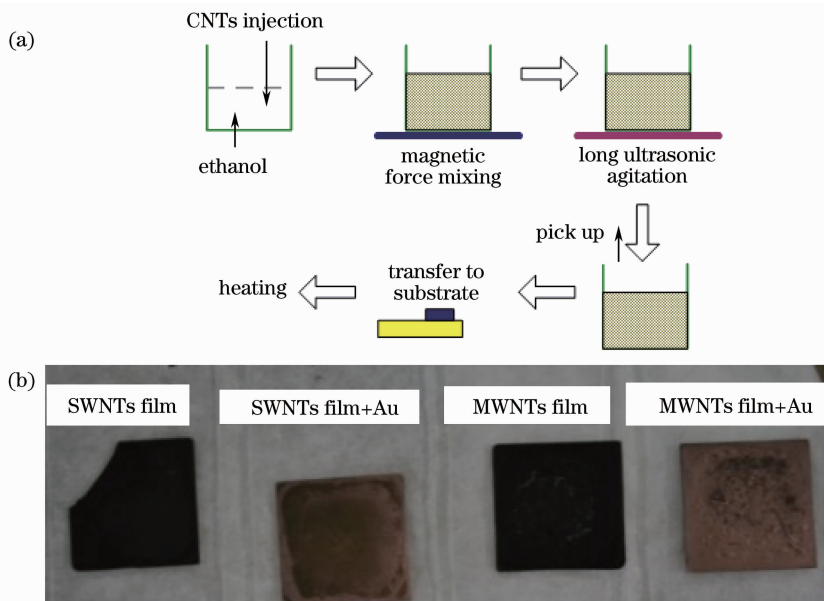 (a)
CNTs injection
ethanol
magnetic
force mixing
long ultrasonic
agitation
pick up
transfer to
substrate
heating
(b)
SWNTs film
SWNTs film+Au
MWNTs film
MWNTs film+Au